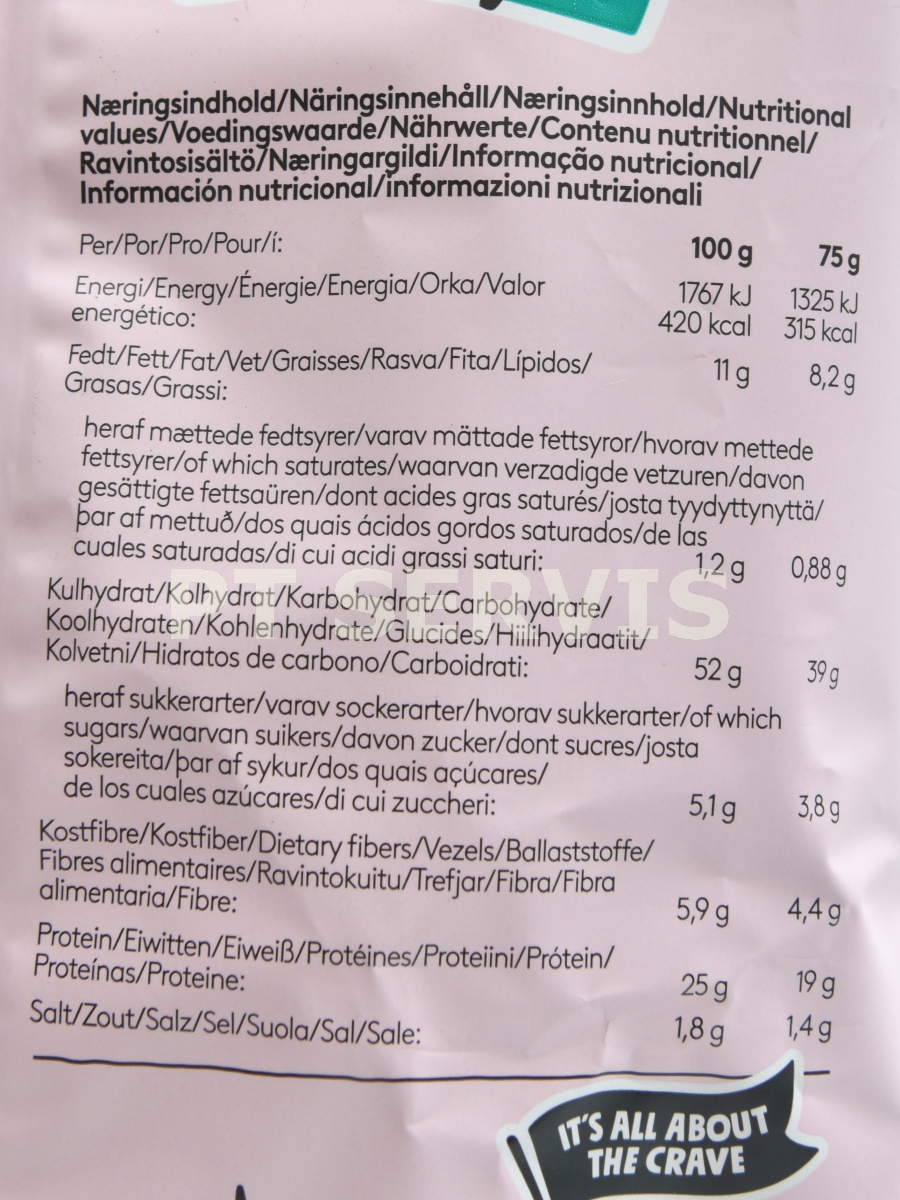 Næringsindhold/Näringsinnehåll/Næringsinnhold/Nutritional
values/Voedingswaarde/Nährwerte/Contenu nutritionnel/
Ravintosisältö/Næringargildi/Informação nutricional/
Información nutricional/informazioni nutrizionali
Per/Por/Pro/Pour/í: 100 g 75 g
Energi/Energy/Énergie/Energia/Orka/Valor 1767 kJ 1325 kJ
energético: 420 kcal 315 kcal
Fedt/Fett/Fat/Vet/Graisses/Rasva/Fita/Lípidos/
Grasas/Grassi: 11 g 8,2 g
heraf mættede fedtsyrer/varav mättade fettsyror/hvorav mettede
fettsyrer/of which saturates/waarvan verzadigde vetzuren/davon
gesättigte fettsaüren/dont acides gras saturés/josta tyydyttynyttä/
þar af mettuð/dos quais ácidos gordos saturados/de las
cuales saturadas/di cui acidi grassi saturi: 1,2 g 0,88 g
PT SERVIS
Kulhydrat/Kolhydrat/Karbohydrat/Carbohydrate/
Koolhydraten/Kohlenhydrate/Glucides/Hiilihydraatit/
Kolvetni/Hidratos de carbono/Carboidrati: 52 g 39 g
heraf sukkerarter/varav sockerarter/hvorav sukkerarter/of which
sugars/waarvan suikers/davon zucker/dont sucres/josta
sokereita/þar af sykur/dos quais açúcares/
de los cuales azúcares/di cui zuccheri: 5,1 g 3,8 g
Kostfibre/Kostfiber/Dietary fibers/Vezels/Ballaststoffe/
Fibres alimentaires/Ravintokuitu/Trefjar/Fibra/Fibra
alimentaria/Fibre: 5,9 g 4,4 g
Protein/Eiwitten/Eiweiß/Protéines/Proteiini/Prótein/
Proteínas/Proteine: 25 g 19 g
Salt/Zout/Salz/Sel/Suola/Sal/Sale: 1,8 g 1,4 g
IT'S ALL ABOUT
THE CRAVE